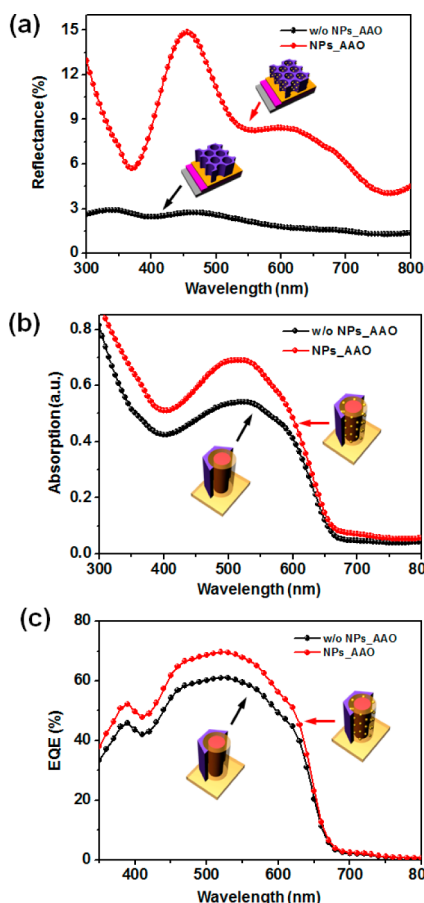 (a)
w/o NPs_AAO
NPs_AAO
Reflectance (%)
15
12
9
6
3
0
300 400 500 600 700 800
Wavelength (nm)
(b)
w/o NPs_AAO
NPs_AAO
Absorption(a.u.)
0.8
0.6
0.4
0.2
0.0
300 400 500 600 700 80
Wavelength (nm)
(c)
w/o NPs_AAO
NPs_AAO
EQE (%)
80
60
40
20
0
400 500 600 700 800
Wavelength (nm)